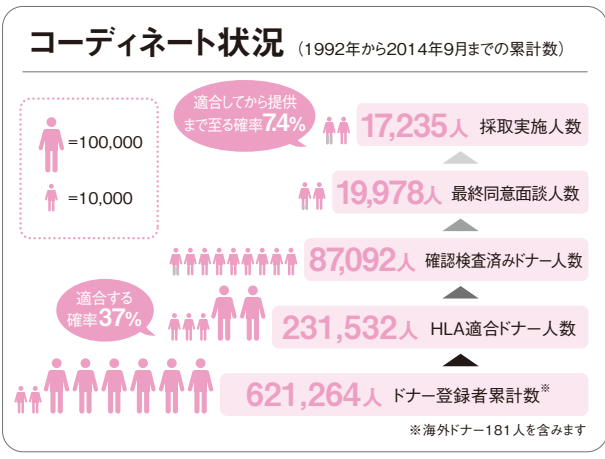 コーディネート状況 (1992年から2014年9月までの累計数)
=100,000
=10,000
適合してから提供
まで至る確率7.4%
17,235人 採取実施人数
19,978人 最終同意面談人数
87,092人 確認検査済みドナー人数
適合する
確率37%
231,532人 HLA適合ドナー人数
621,264人 ドナー登録者累計数※
※海外ドナー181人を含みます